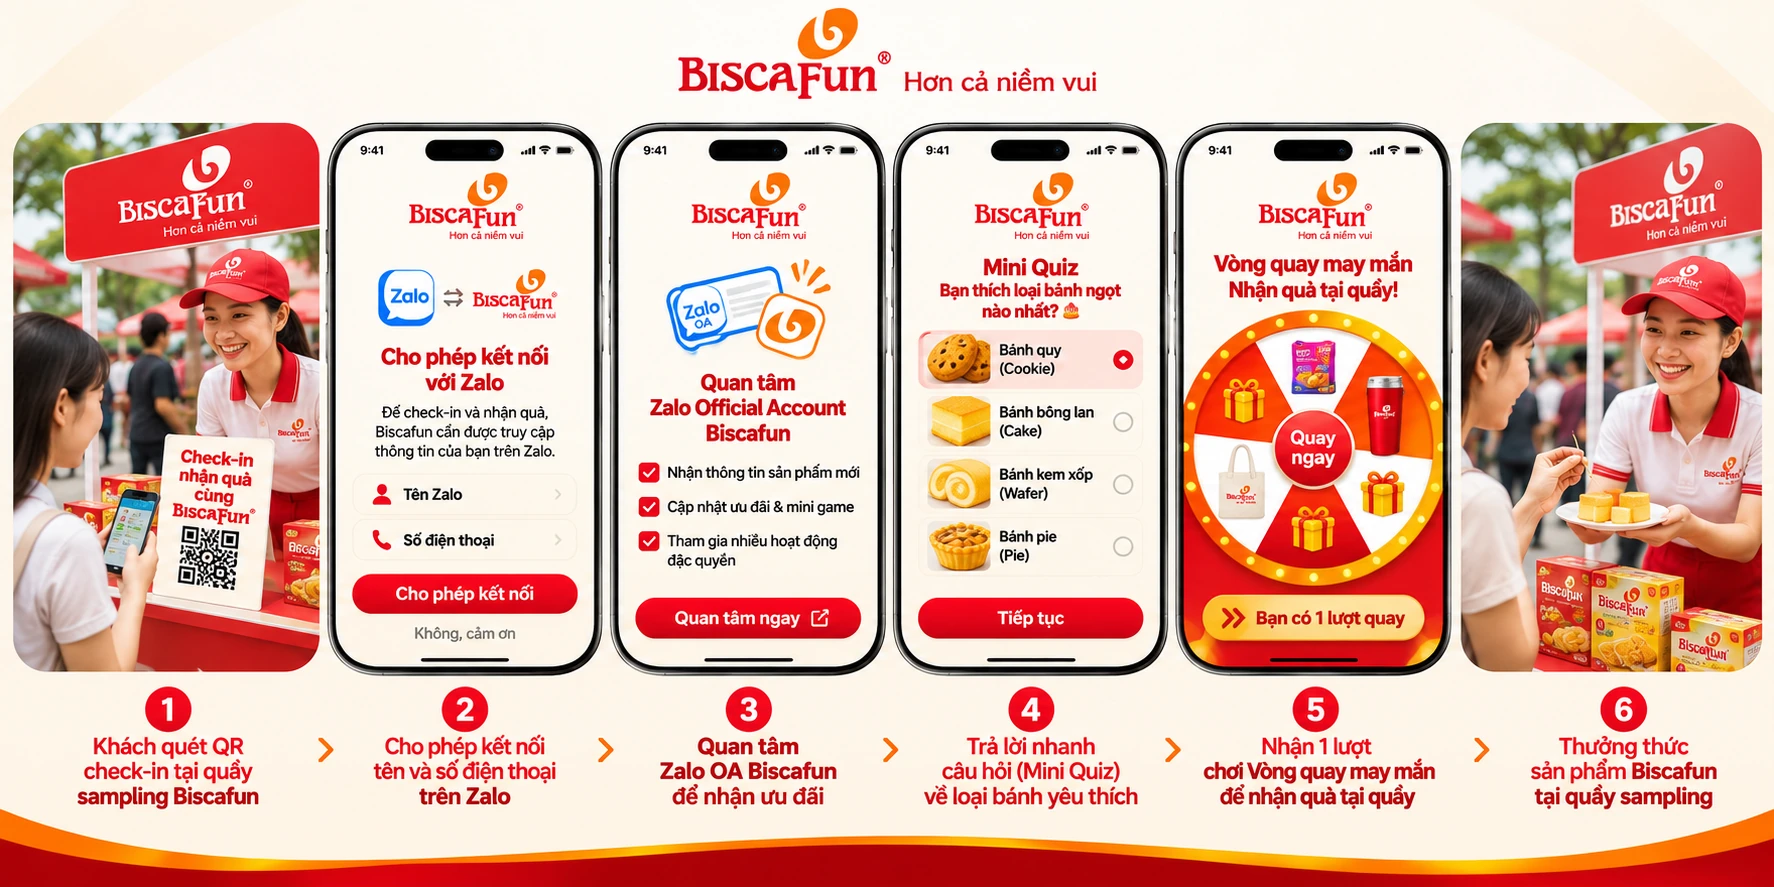 BISCAFUN® Hơn cả niềm vui
BISCAFUN®
Hơn cả niềm vui
BISCAFUN
BISCAFUN
Check-in
nhận quà
cùng
BISCAFUN®
9:41
BISCAFUN®
Hơn cả niềm vui
Zalo
BISCAFUN®
Hơn cả niềm vui
Cho phép kết nối
với Zalo
Để check-in và nhận quà,
Biscafun cần được truy cập
thông tin của bạn trên Zalo.
Tên Zalo
Số điện thoại
Cho phép kết nối
Không, cảm ơn
9:41
BISCAFUN®
Hơn cả niềm vui
Zalo
OA
Quan tâm
Zalo Official Account
Biscafun
Nhận thông tin sản phẩm mới
Cập nhật ưu đãi & mini game
Tham gia nhiều hoạt động
đặc quyền
Quan tâm ngay
9:41
BISCAFUN®
Hơn cả niềm vui
Mini Quiz
Bạn thích loại bánh ngọt
nào nhất?
Bánh quy
(Cookie)
Bánh bông lan
(Cake)
Bánh kem xốp
(Wafer)
Bánh pie
(Pie)
Tiếp tục
9:41
BISCAFUN®
Hơn cả niềm vui
Vòng quay may mắn
Nhận quà tại quầy!
Quay
ngay
Bạn có 1 lượt quay
BISCAFUN®
Hơn cả niềm vui
BISCAFUN
BISCAFUN
BISCAFUN
BISCAFUN
1
Khách quét QR
check-in tại quầy
sampling Biscafun
2
Cho phép kết nối
tên và số điện thoại
trên Zalo
3
Quan tâm
Zalo OA Biscafun
để nhận ưu đãi
4
Trả lời nhanh
câu hỏi (Mini Quiz)
về loại bánh yêu thích
5
Nhận 1 lượt
chơi Vòng quay may mắn
để nhận quà tại quầy
6
Thưởng thức
sản phẩm Biscafun
tại quầy sampling